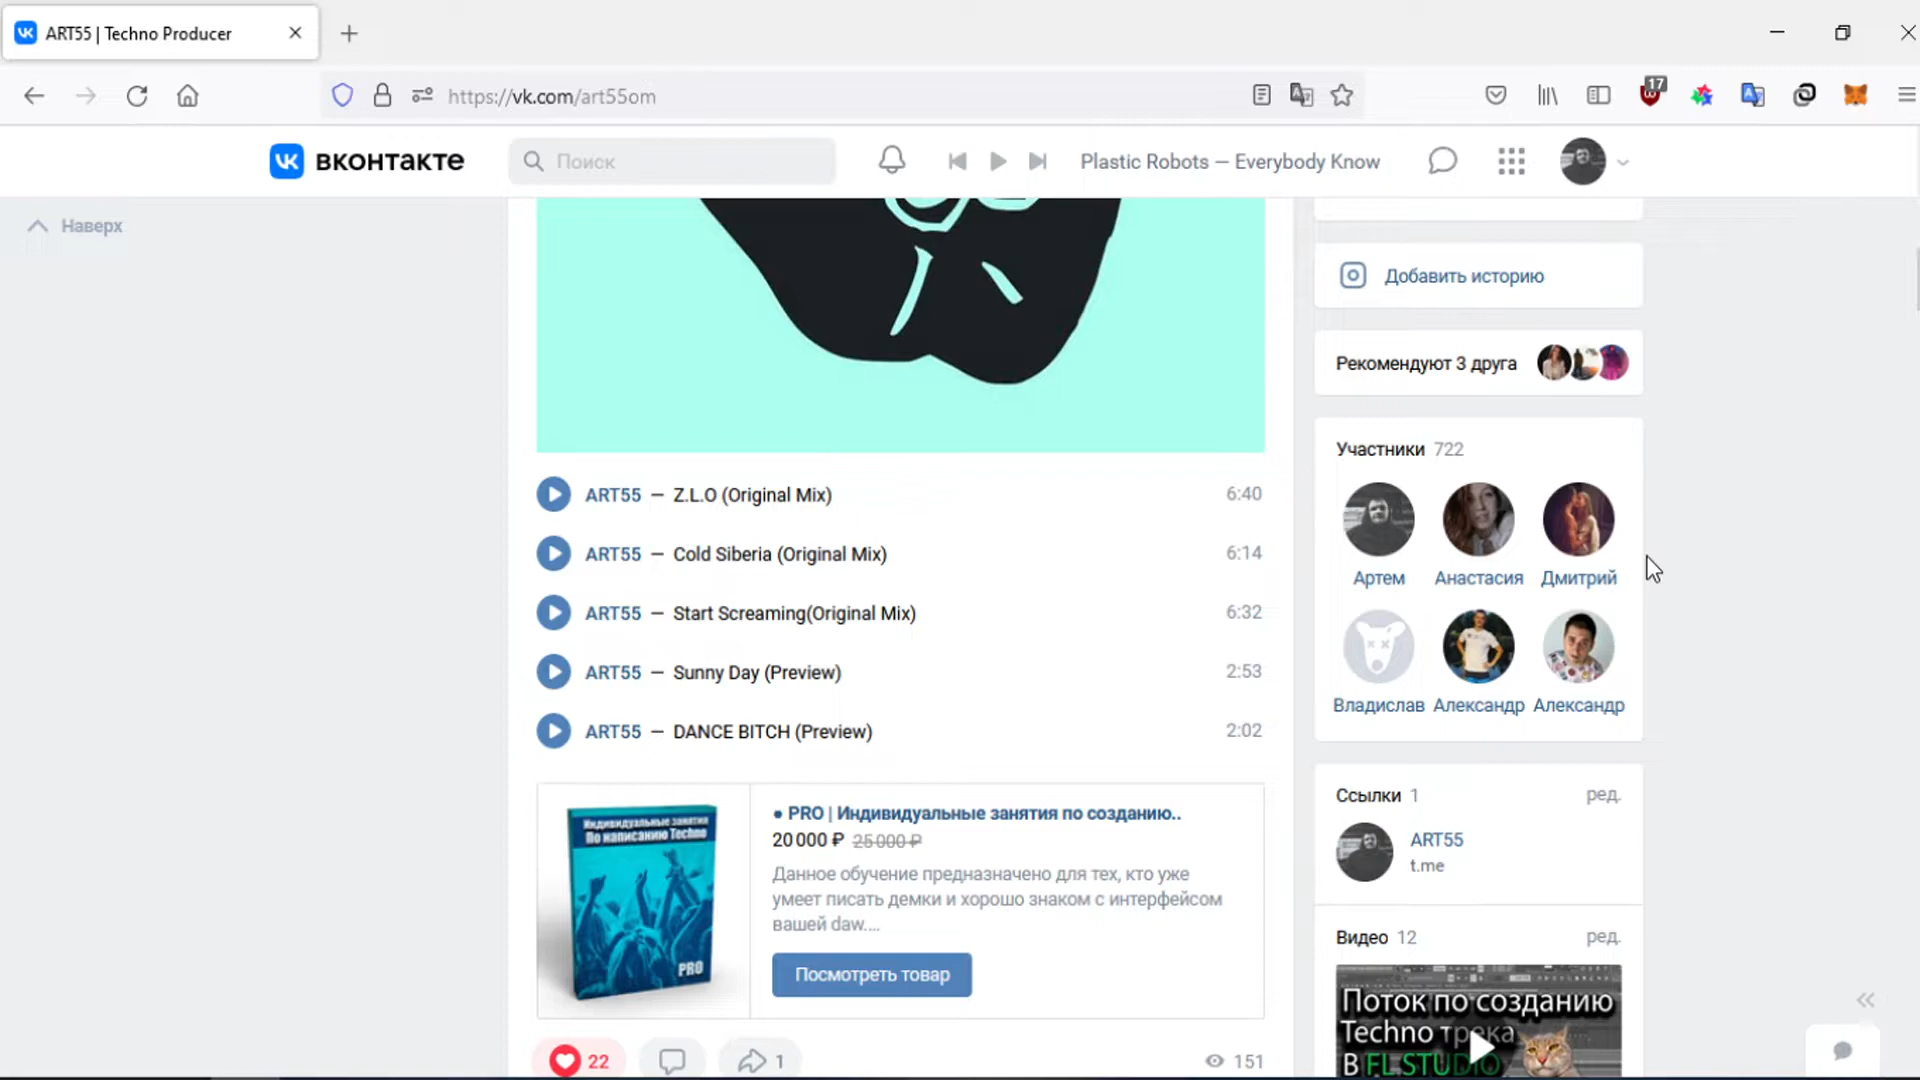 ART55 | Techno Producer
https://vk.com/art55om
17
вконтакте
Поиск
Plastic Robots — Everybody Know
Наверх
Добавить историю
Рекомендуют 3 друга
Участники 722
Артем Анастасия Дмитрий
Владислав Александр Александр
ART55 — Z.L.O (Original Mix) 6:40
ART55 — Cold Siberia (Original Mix) 6:14
ART55 — Start Screaming(Original Mix) 6:32
ART55 — Sunny Day (Preview) 2:53
ART55 — DANCE BITCH (Preview) 2:02
Индивидуальные занятия
По написанию Techno
PRO
● PRO | Индивидуальные занятия по созданию..
20 000 ₽ 25 000 ₽
Данное обучение предназначено для тех, кто уже
умеет писать демки и хорошо знаком с интерфейсом
вашей daw....
Посмотреть товар
22
1
151
Ссылки 1 ред.
ART55
t.me
Видео 12 ред.
Поток по созданию
Techno трека
В FL STUDIO